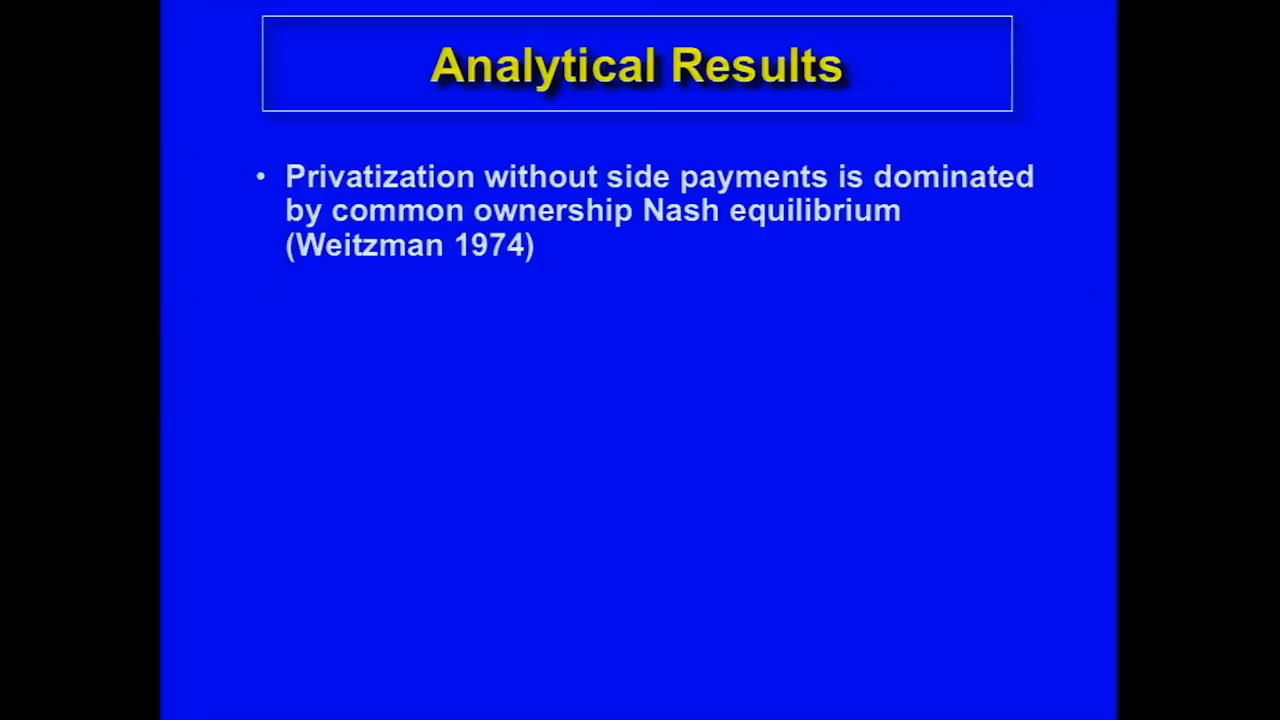 Analytical Results
• Privatization without side payments is dominated
by common ownership Nash equilibrium
(Weitzman 1974)